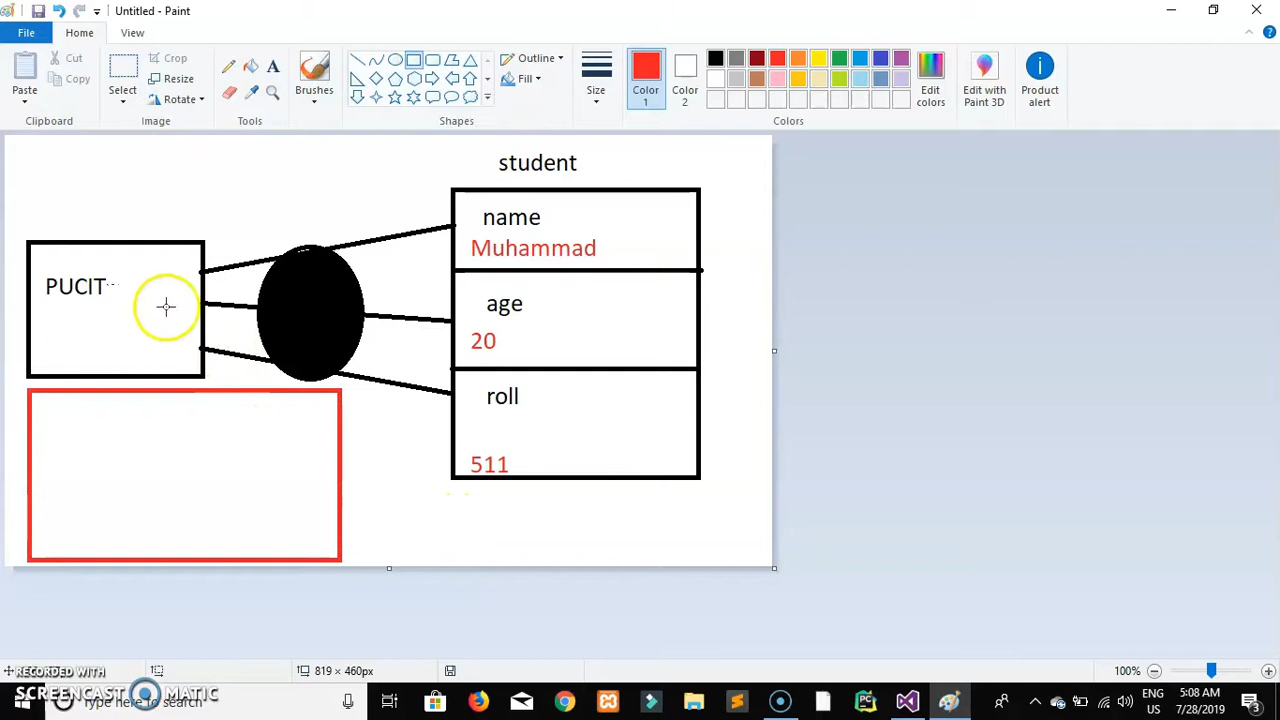 Untitled - Paint
File
Home
View
Paste
Cut
Copy
Clipboard
Select
Crop
Resize
Rotate
Image
Tools
Brushes
Shapes
Outline
Fill
Size
Color 1
Color 2
Edit colors
Colors
Edit with Paint 3D
Product alert
student
name
Muhammad
PUCIT
age
20
roll
511
819 × 460px
100%
RECORDED WITH
SCREENCAST MATIC
Type here to search
ENG
US
5:08 AM
7/28/2019
3